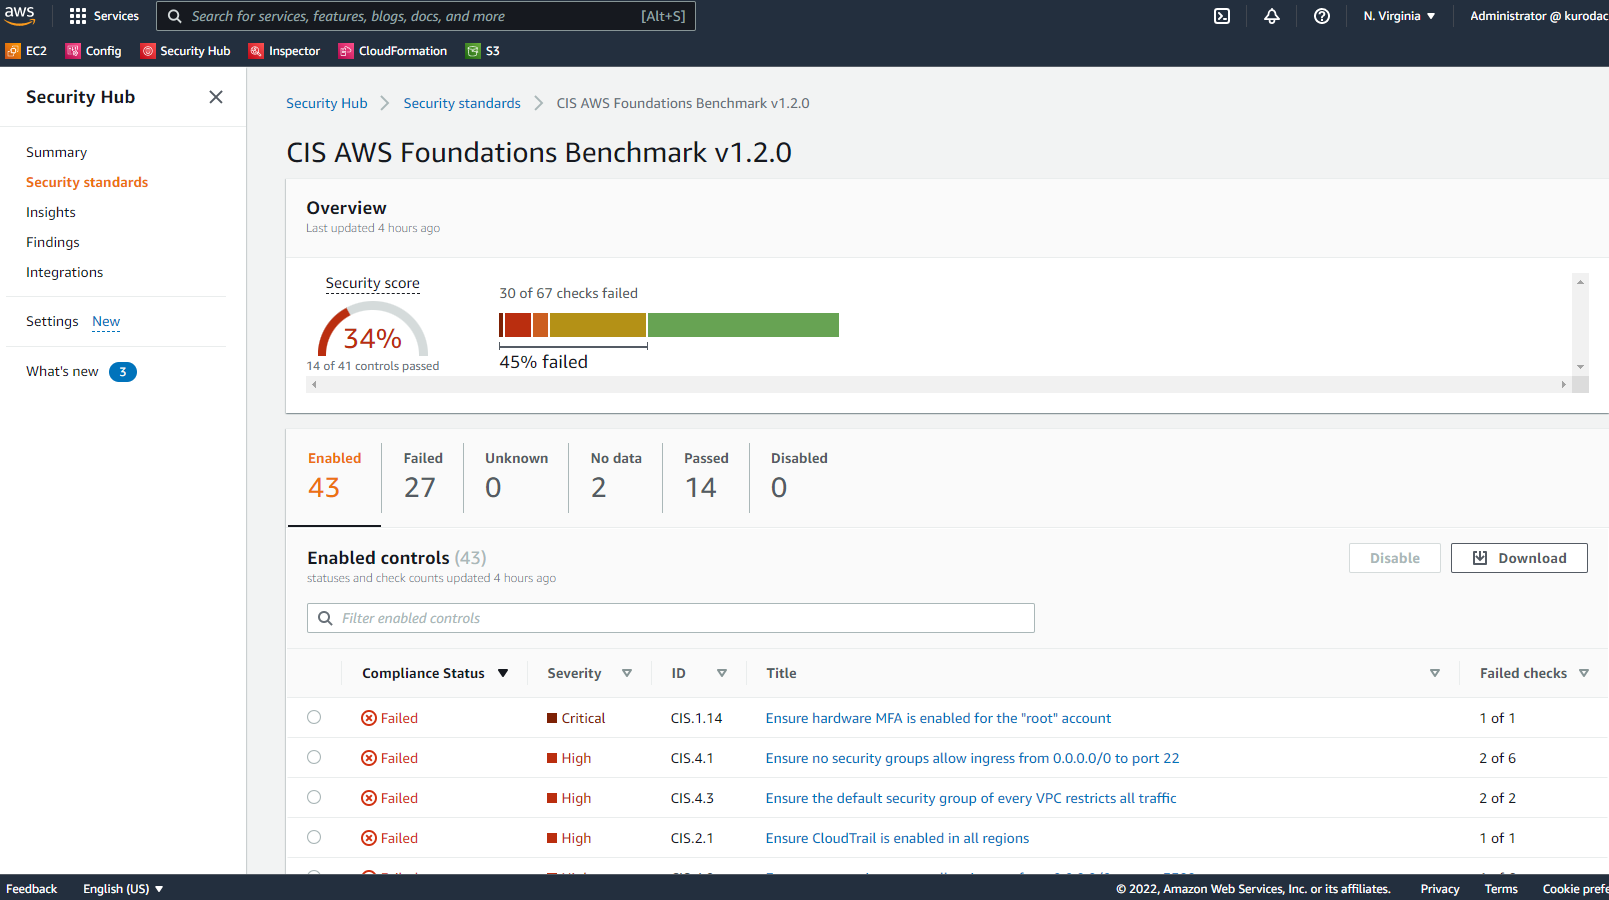 aws
Services
Search for services, features, blogs, docs, and more [Alt+S]
N. Virginia
Administrator @ kurodac
EC2 Config Security Hub Inspector CloudFormation S3
Security Hub
Summary
Security standards
Insights
Findings
Integrations
Settings New
What's new 3
Security Hub Security standards CIS AWS Foundations Benchmark v1.2.0
CIS AWS Foundations Benchmark v1.2.0
Overview
Last updated 4 hours ago
Security score
34%
14 of 41 controls passed
30 of 67 checks failed
45% failed
Enabled Failed Unknown No data Passed Disabled
43 27 0 2 14 0
Enabled controls (43)
statuses and check counts updated 4 hours ago
Disable Download
Filter enabled controls
Compliance Status Severity ID Title Failed checks
Failed Critical CIS.1.14 Ensure hardware MFA is enabled for the "root" account 1 of 1
Failed High CIS.4.1 Ensure no security groups allow ingress from 0.0.0.0/0 to port 22 2 of 6
Failed High CIS.4.3 Ensure the default security group of every VPC restricts all traffic 2 of 2
Failed High CIS.2.1 Ensure CloudTrail is enabled in all regions 1 of 1
Feedback English (US) © 2022, Amazon Web Services, Inc. or its affiliates. Privacy Terms Cookie prefe